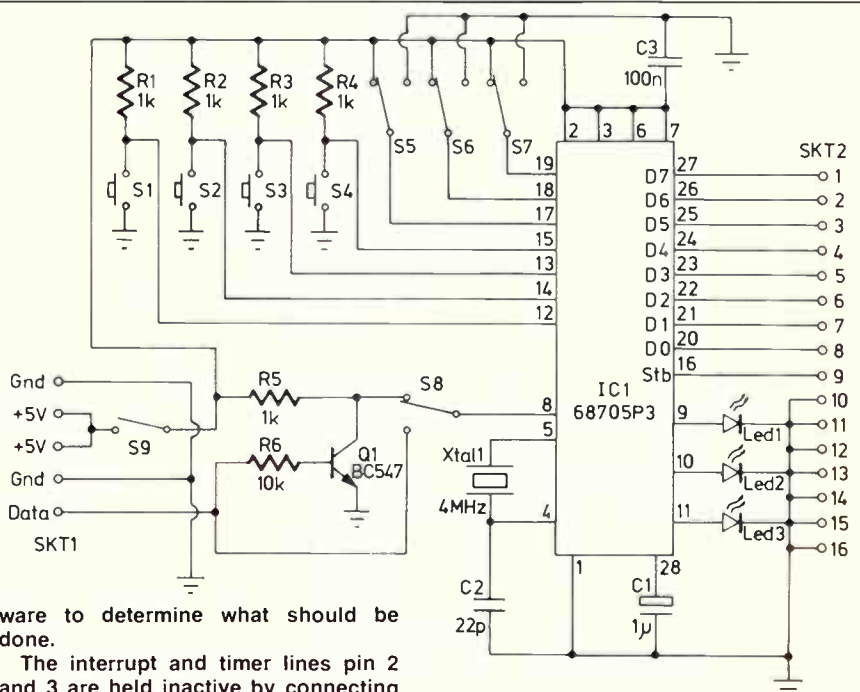 C3
100n
R1
1k
R2
1k
R3
1k
R4
1k
S5
S6
S7
2 3 6 7
SKT2
S1
S2
S3
S4
19
18
17
15
13
14
12
D7 27 1
D6 26 2
D5 25 3
D4 24 4
D3 23 5
D2 22 6
D1 21 7
D0 20 8
Stb 16 9
IC1
68705P3
10
9 Led1 11
12
10 Led2 13
14
11 Led3 15
16
Gnd
+5V
+5V
Gnd
Data
SKT1
S9
R5
1k
R6
10k
Q1
BC547
S8
8
5
Xtal1
4MHz
4
C2
22p
1
28
C1
1µ
ware to determine what should be
done.
The interrupt and timer lines pin 2
and 3 are held inactive by connecting